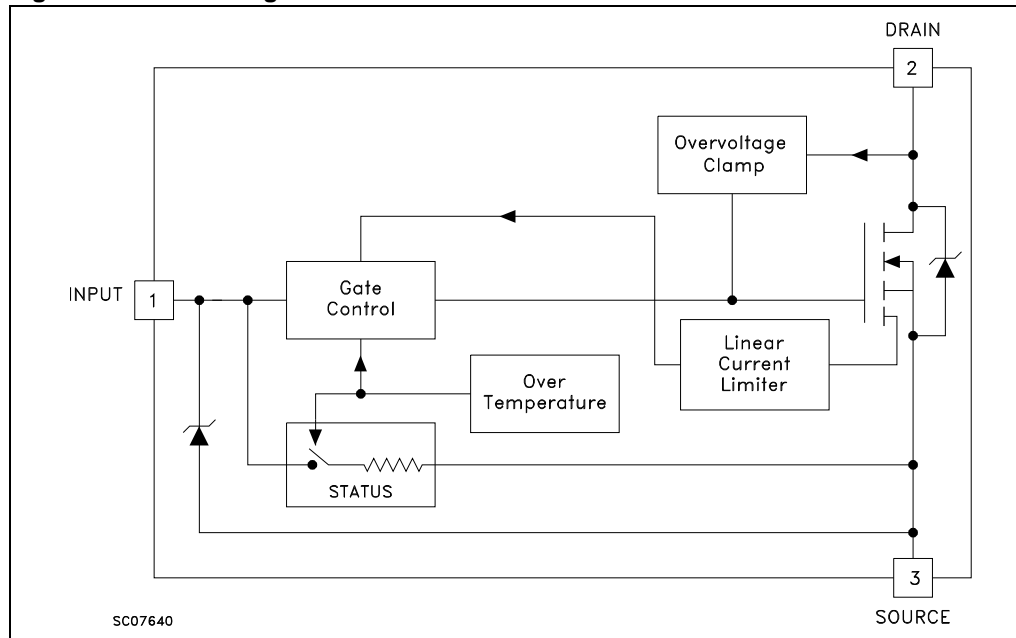 DRAIN
2
Overvoltage
Clamp
INPUT
1
Gate
Control
Linear
Current
Limiter
Over
Temperature
STATUS
3
SOURCE
SC07640